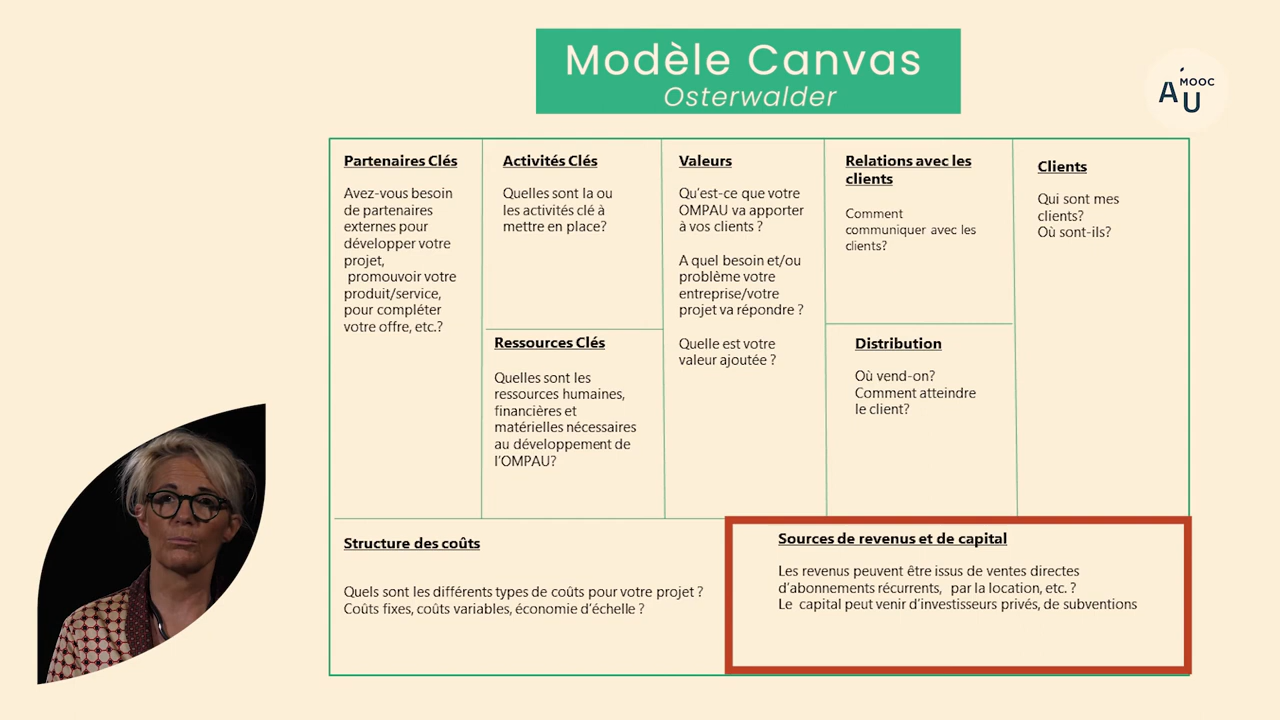 Modèle Canvas
Osterwalder
ÁU MOOC
Partenaires Clés
Avez-vous besoin
de partenaires
externes pour
développer votre
projet,
promouvoir votre
produit/service,
pour compléter
votre offre, etc.?
Activités Clés
Quelles sont la ou
les activités clé à
mettre en place?
Ressources Clés
Quelles sont les
ressources humaines,
financières et
matérielles nécessaires
au développement de
l'OMPAU?
Valeurs
Qu'est-ce que votre
OMPAU va apporter
à vos clients ?
A quel besoin et/ou
problème votre
entreprise/votre
projet va répondre ?
Quelle est votre
valeur ajoutée ?
Relations avec les
clients
Comment
communiquer avec les
clients?
Distribution
Où vend-on?
Comment atteindre
le client?
Clients
Qui sont mes
clients?
Où sont-ils?
Structure des coûts
Quels sont les différents types de coûts pour votre projet ?
Coûts fixes, coûts variables, économie d'échelle ?
Sources de revenus et de capital
Les revenus peuvent être issus de ventes directes
d'abonnements récurrents, par la location, etc. ?
Le capital peut venir d'investisseurs privés, de subventions